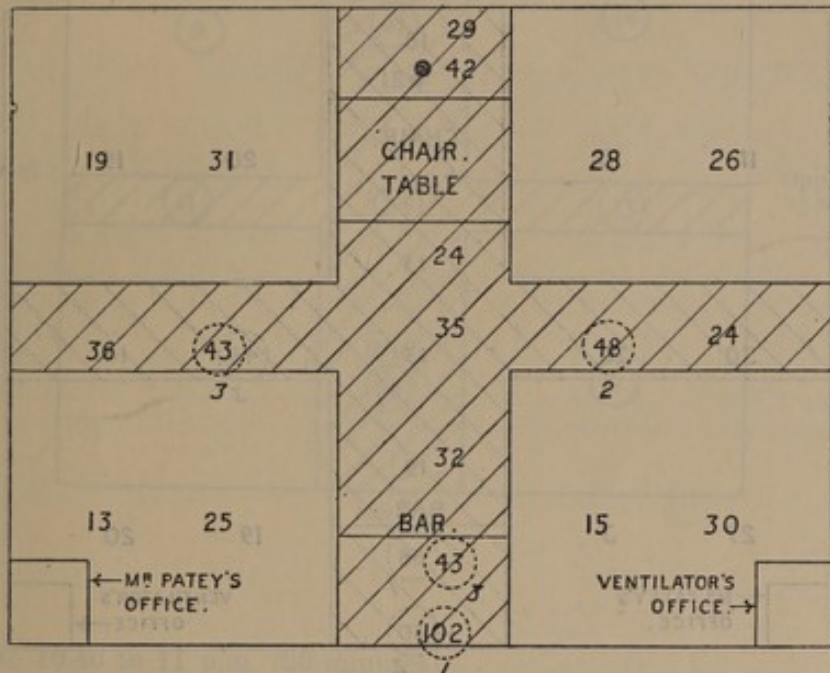 29
42
CHAIR.
TABLE
19 31
28 26
24
35
36 43
3
48 24
2
32
13 25
BAR.
15 30
43
3
MR PATEY'S
OFFICE.
VENTILATOR'S
OFFICE.
102
1